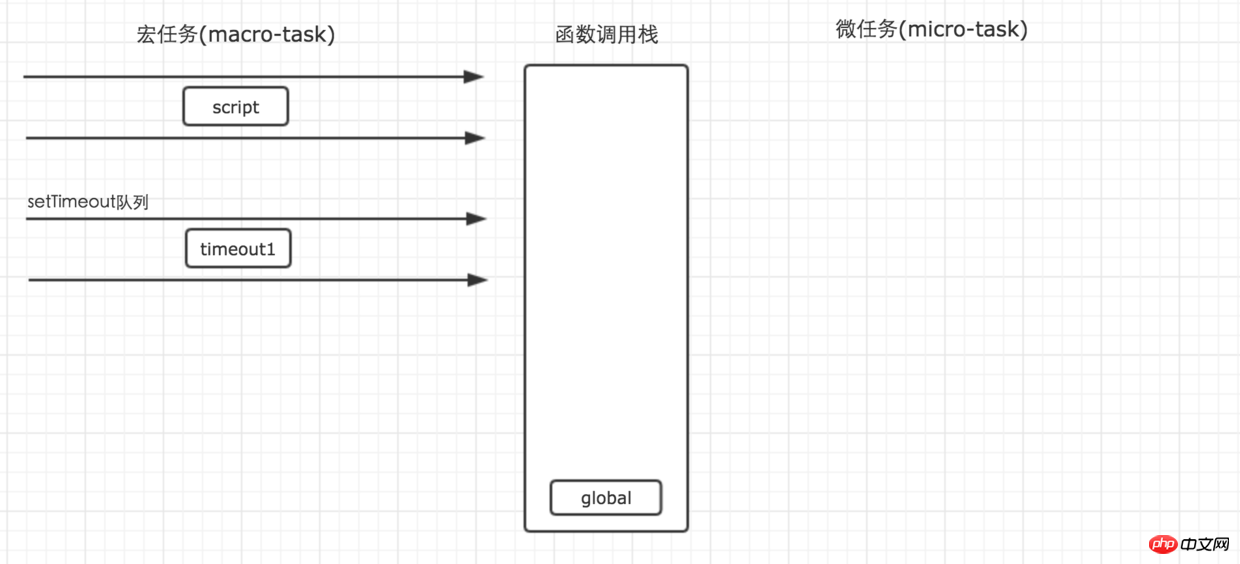 宏任务(macro-task)
函数调用栈
微任务(micro-task)
script
setTimeout队列
timeout1
global
php中文网